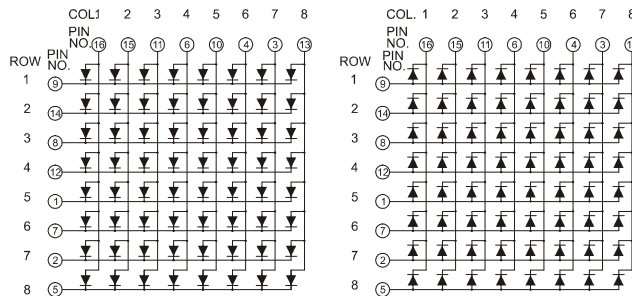 COL1 2 3 4 5 6 7 8
PIN
NO. 16 15 11 6 10 4 3 13
ROW PIN
NO.
1 9
2 14
3 8
4 12
5 1
6 7
7 2
8 5
COL. 1 2 3 4 5 6 7 8
PIN
NO. 16 15 11 6 10 4 3
ROW PIN
NO.
1 9
2 14
3 8
4 12
5 1
6 7
7 2
8 5